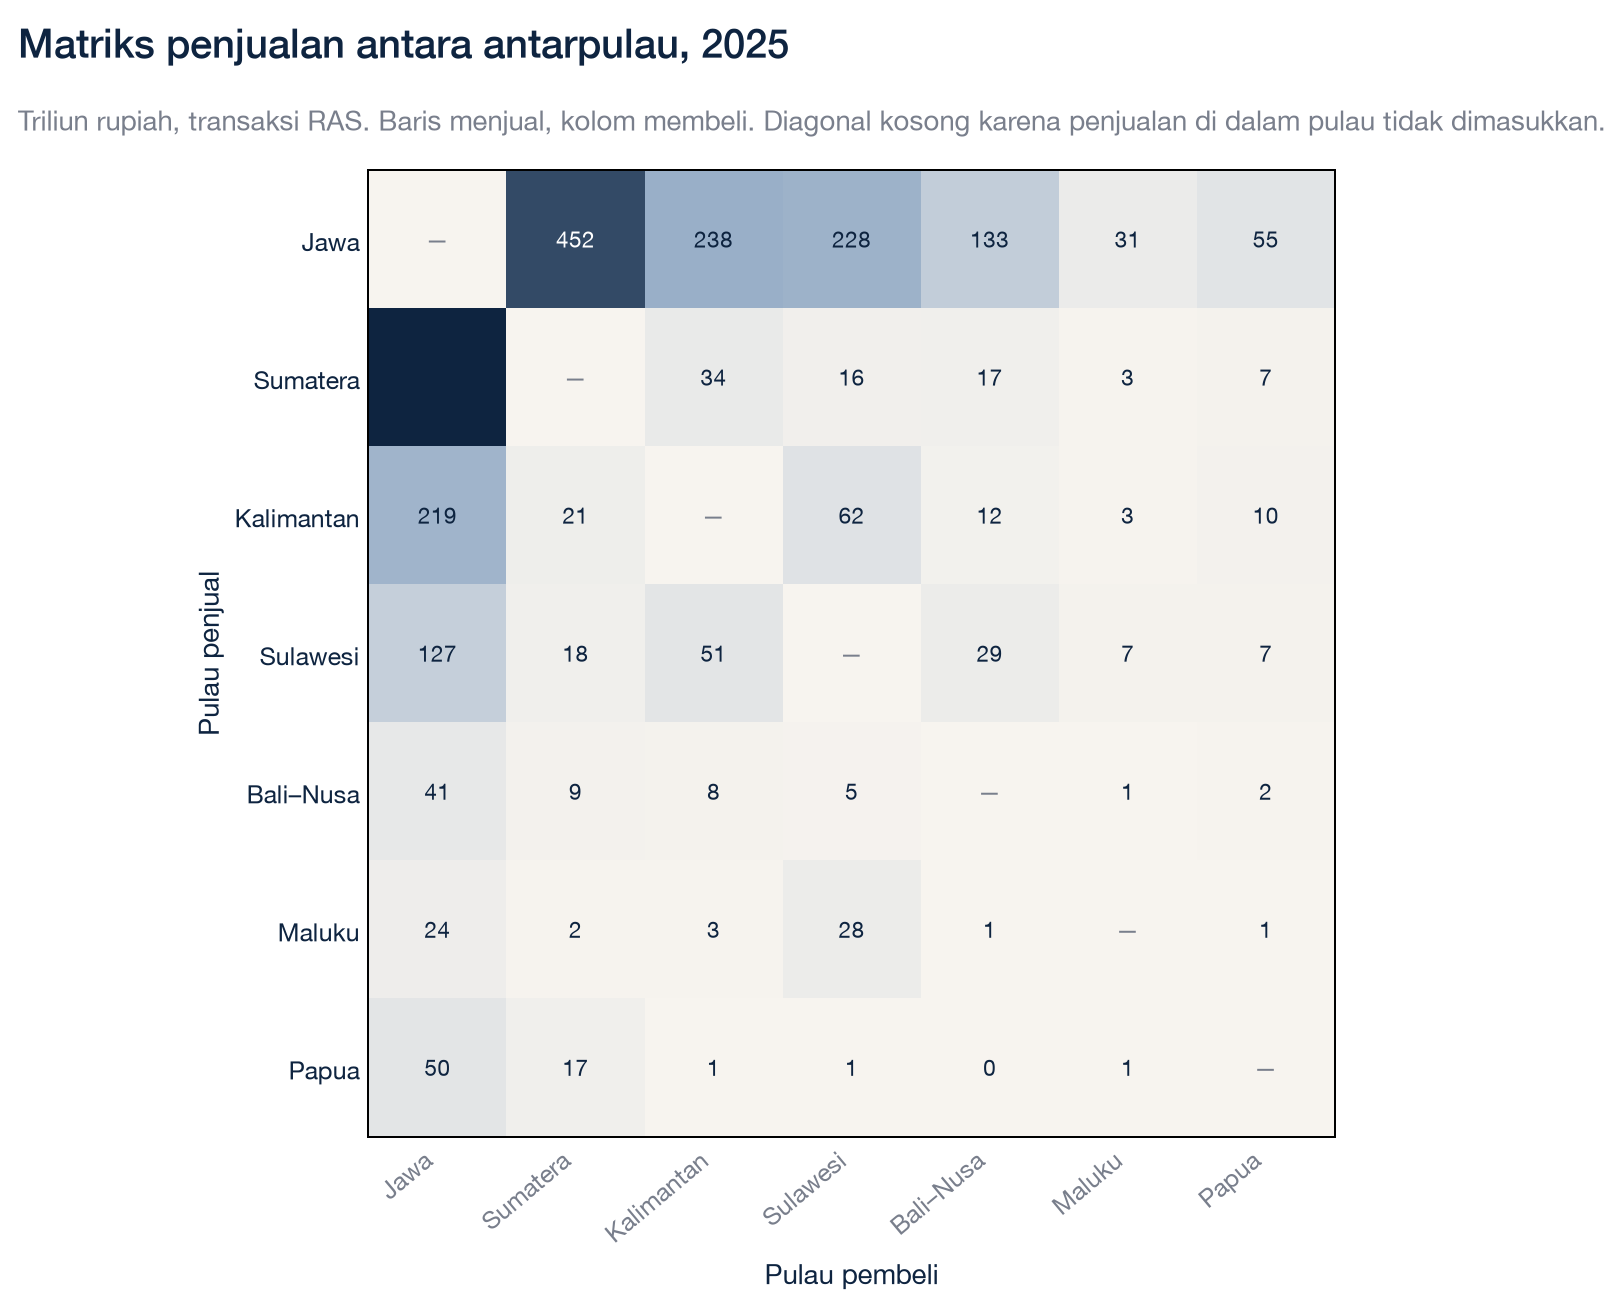 Matriks penjualan antara antarpulau, 2025
Triliun rupiah, transaksi RAS. Baris menjual, kolom membeli. Diagonal kosong karena penjualan di dalam pulau tidak dimasukkan.
Jawa — 452 238 228 133 31 55
Sumatera — 34 16 17 3 7
Kalimantan 219 21 — 62 12 3 10
Sulawesi 127 18 51 — 29 7 7
Bali–Nusa 41 9 8 5 — 1 2
Maluku 24 2 3 28 1 — 1
Papua 50 17 1 1 0 1 —
Pulau penjual
Jawa Sumatera Kalimantan Sulawesi Bali–Nusa Maluku Papua
Pulau pembeli